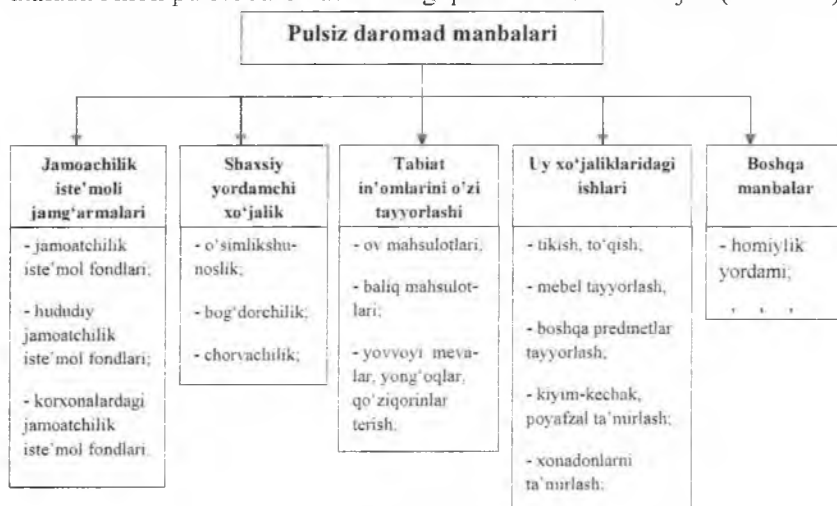 Pulsiz daromad manbalari
Jamoachilik
iste'moli
jamg'armalari
- jamoatchilik
iste'mol fondlari;
- hududiy
jamoatchilik
iste'mol fondlari;
- korxonalardagi
jamoatchilik
iste'mol fondlari.
Shaxsiy
yordamchi
xo'jalik
- o'simlikshu-
noslik;
- bog'dorchilik;
- chorvachilik;
Tabiat
in'omlarini o'zi
tayyorlashi
- ov mahsulotlari;
- baliq mahsulot-
lari;
- yovvoyi meva-
lar, yong'oqlar,
qo'ziqorinlar
terish;
Uy xo'jaliklaridagi
ishlari
- tikish, to'qish;
- mebel tayyorlash,
- boshqa predmetlar
tayyorlash;
- kiyim-kechak,
poyafzal ta'mirlash;
- xonadonlarni
ta'mirlash;
Boshqa
manbalar
- homiylik
yordami;